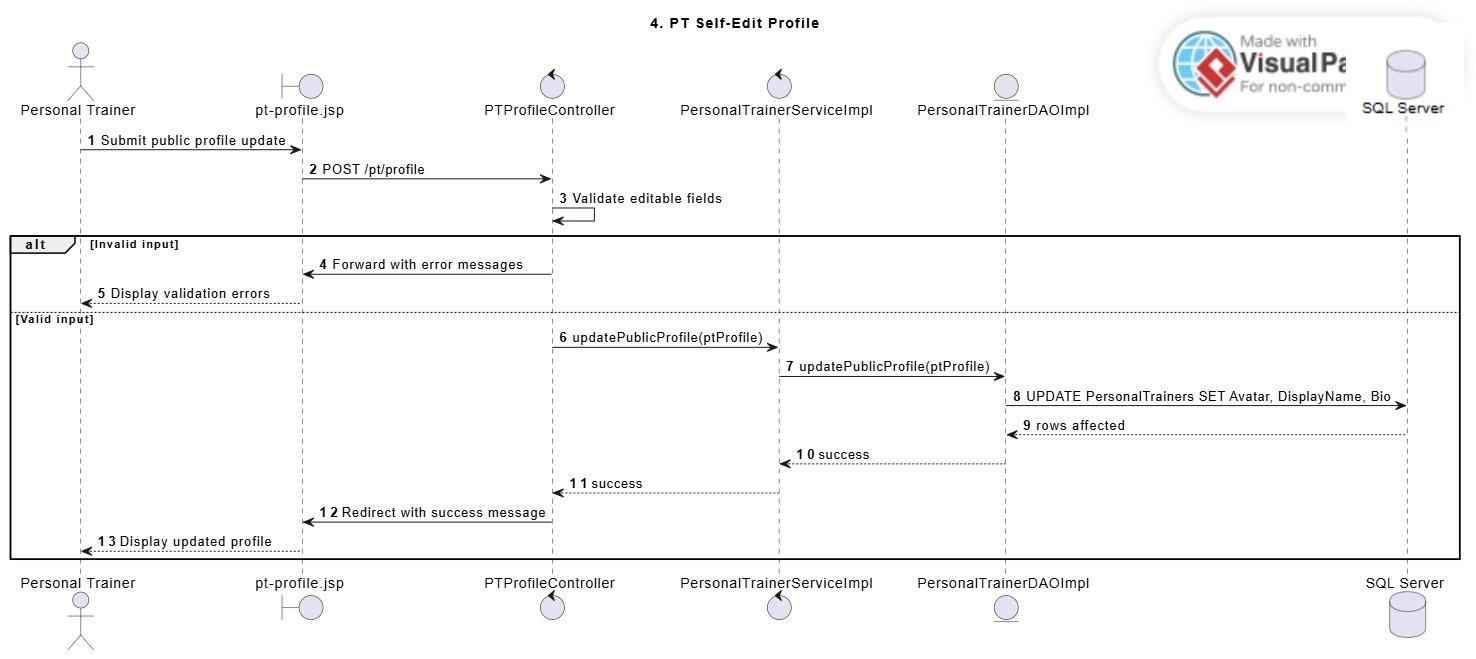 4. PT Self-Edit Profile
Made with
Visual Pa
For non-comm
Personal Trainer
pt-profile.jsp
PTProfileController
PersonalTrainerServiceImpl
PersonalTrainerDAOImpl
SQL Server
1 Submit public profile update
2 POST /pt/profile
3 Validate editable fields
alt [Invalid input]
4 Forward with error messages
5 Display validation errors
[Valid input]
6 updatePublicProfile(ptProfile)
7 updatePublicProfile(ptProfile)
8 UPDATE PersonalTrainers SET Avatar, DisplayName, Bio
9 rows affected
10 success
11 success
12 Redirect with success message
13 Display updated profile
Personal Trainer
pt-profile.jsp
PTProfileController
PersonalTrainerServiceImpl
PersonalTrainerDAOImpl
SQL Server